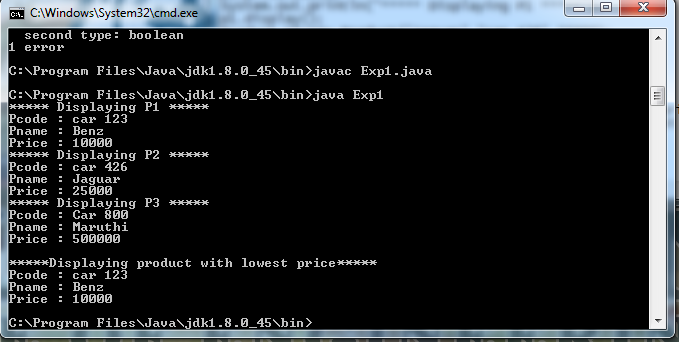 C:\Windows\System32\cmd.exe
second type: boolean
1 error
C:\Program Files\Java\jdk1.8.0_45\bin>javac Exp1.java
C:\Program Files\Java\jdk1.8.0_45\bin>java Exp1
***** Displaying P1 *****
Pcode : car 123
Pname : Benz
Price : 10000
***** Displaying P2 *****
Pcode : car 426
Pname : Jaguar
Price : 25000
***** Displaying P3 *****
Pcode : Car 800
Pname : Maruthi
Price : 500000
*****Displaying product with lowest price*****
Pcode : car 123
Pname : Benz
Price : 10000
C:\Program Files\Java\jdk1.8.0_45\bin>